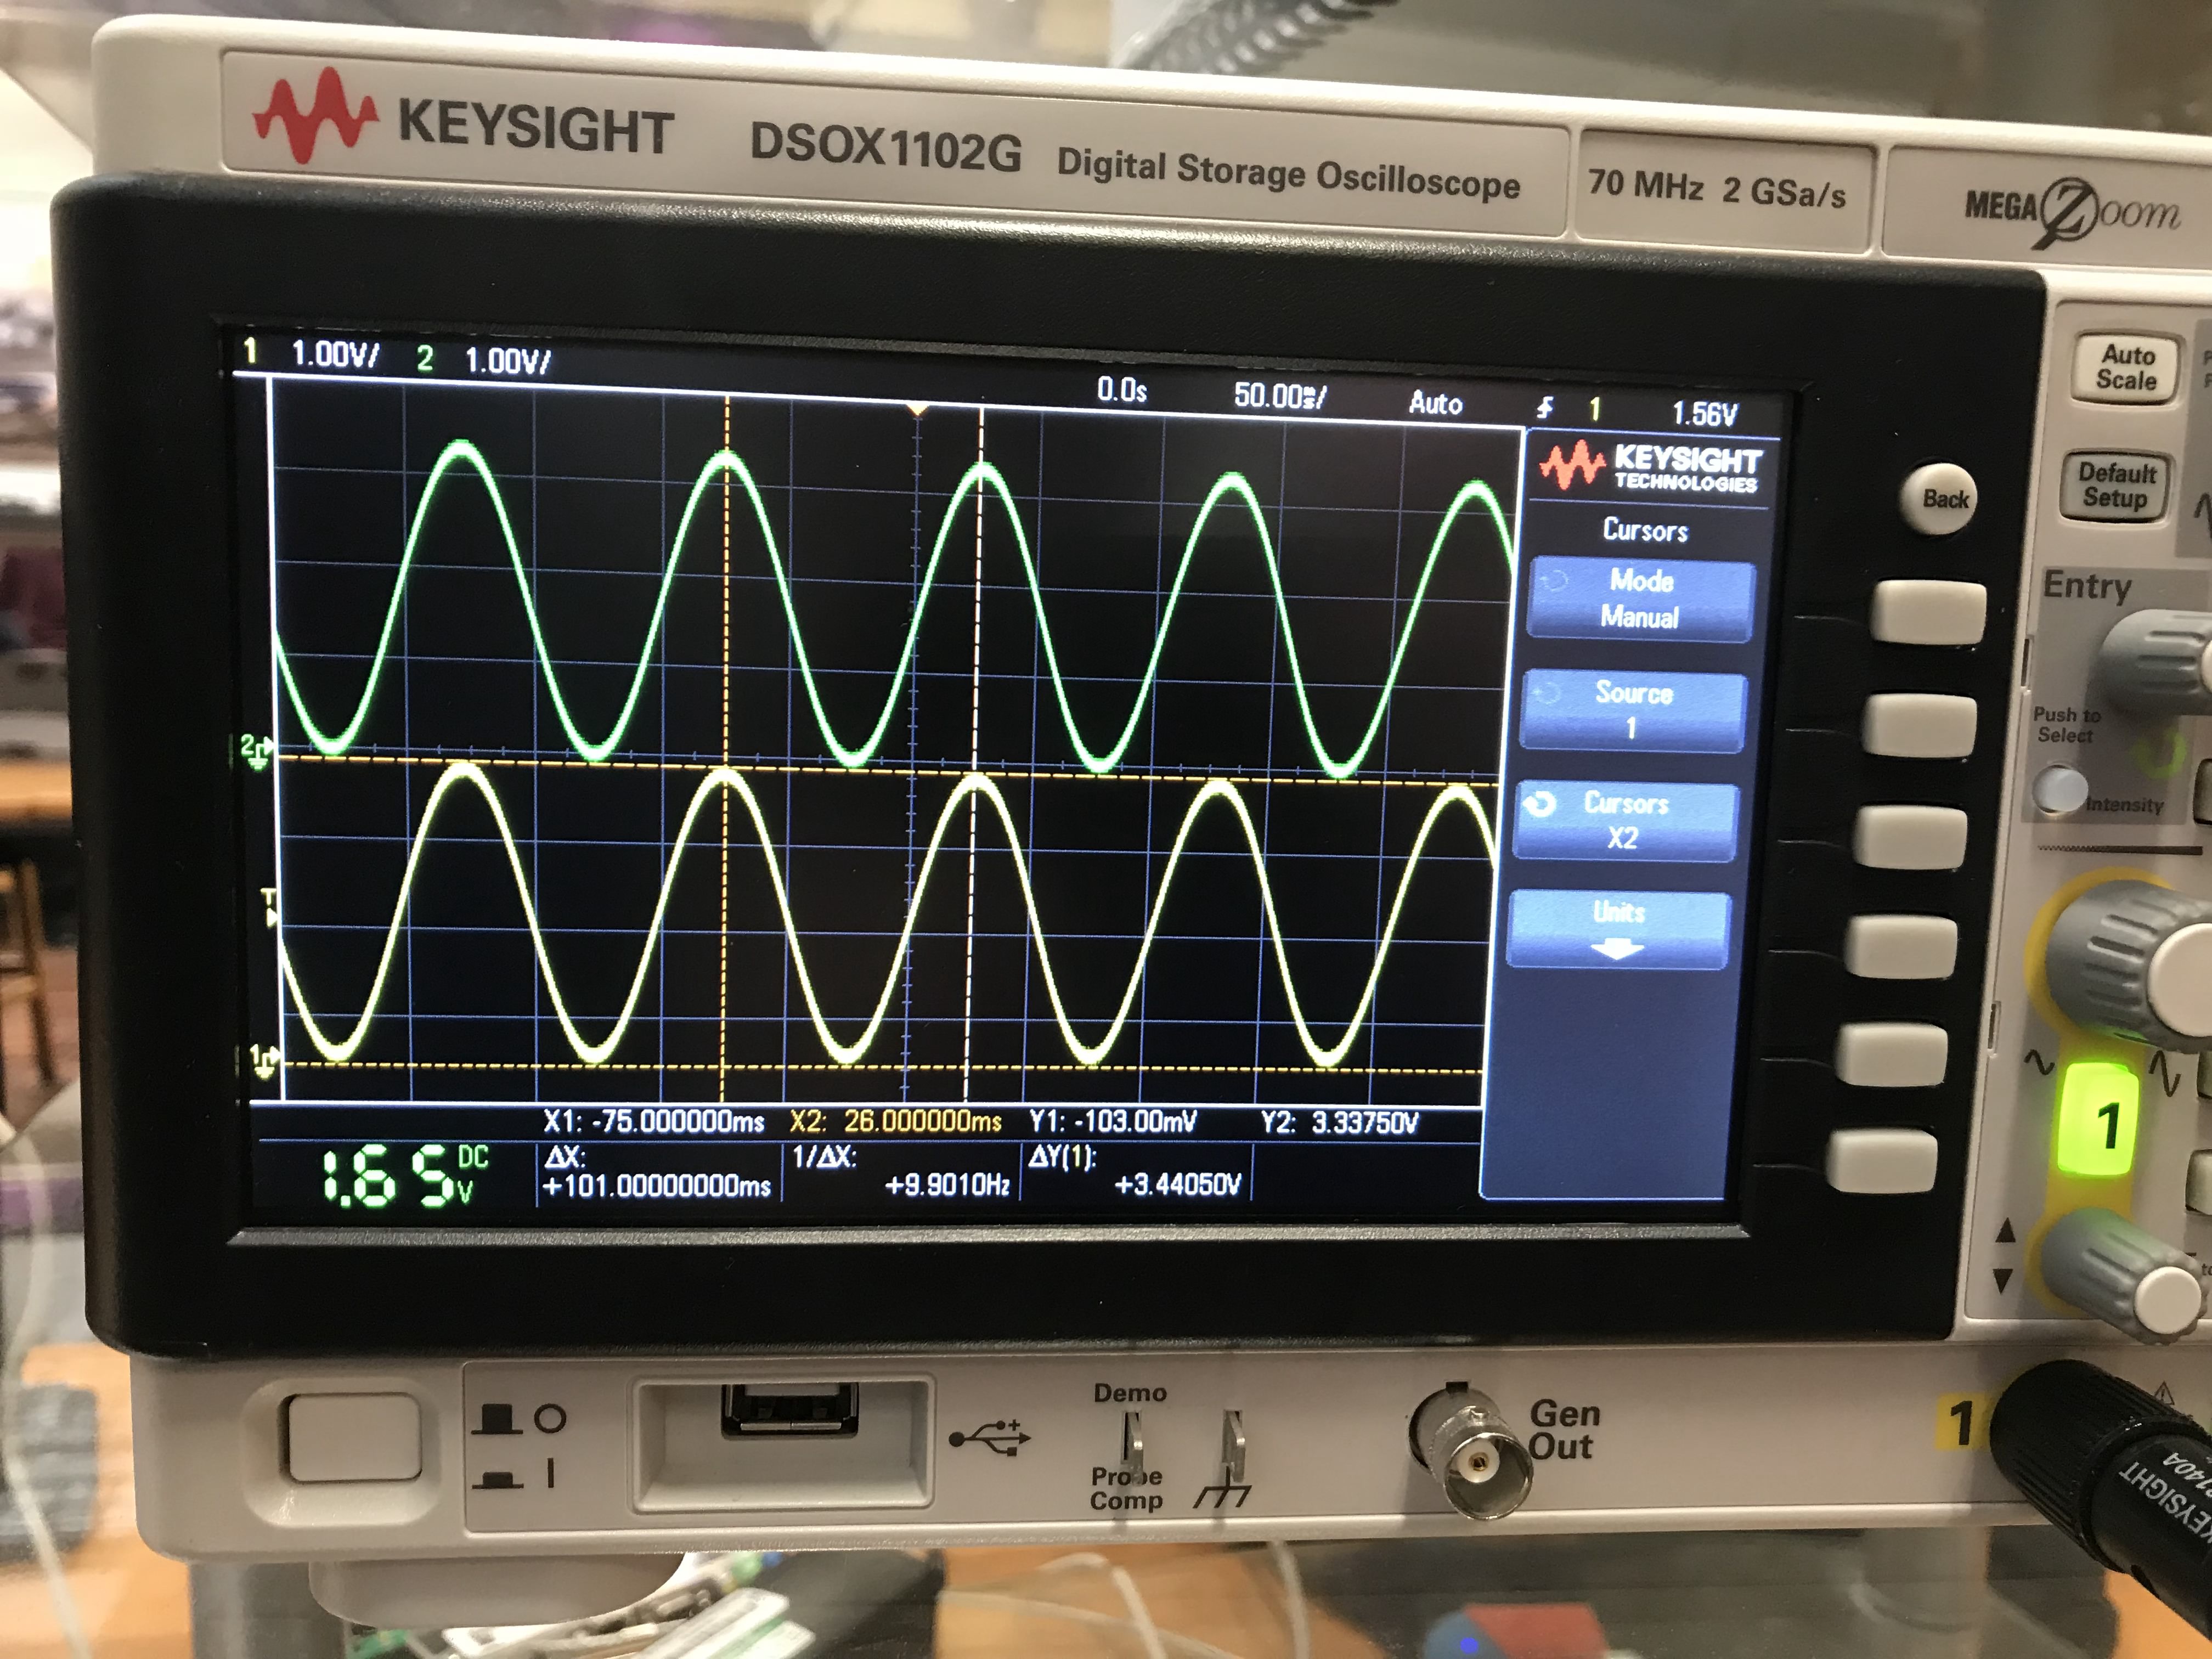 KEYSIGHT DSOX1102G Digital Storage Oscilloscope 70 MHz 2 GSa/s MEGA Zoom
1 1.00V/ 2 1.00V/ 0.0s 50.00ms/ Auto 1 1.56V
KEYSIGHT
TECHNOLOGIES
Cursors
Mode
Manual
Source
1
Cursors
X2
Units
2
T
1
X1: -75.000000ms X2: 26.000000ms Y1: -103.00mV Y2: 3.33750V
1.65 DC V
ΔX:
+101.00000000ms
1/ΔX:
+9.9010Hz
ΔY(1):
+3.44050V
Back
Auto
Scale
Default
Setup
Entry
Push to
Select
Intensity
1
Demo
Probe
Comp
Gen
Out
1
KEYSIGHT